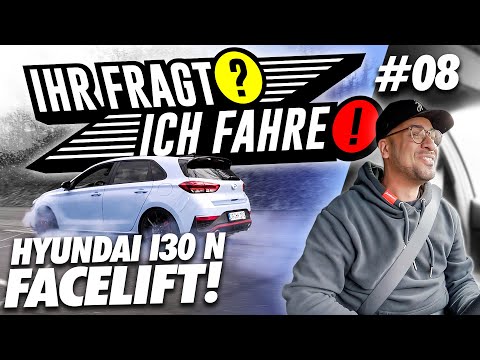 IHR FRAGT?
#08
ICH FAHRE!
HYUNDAI I30 N
FACELIFT!